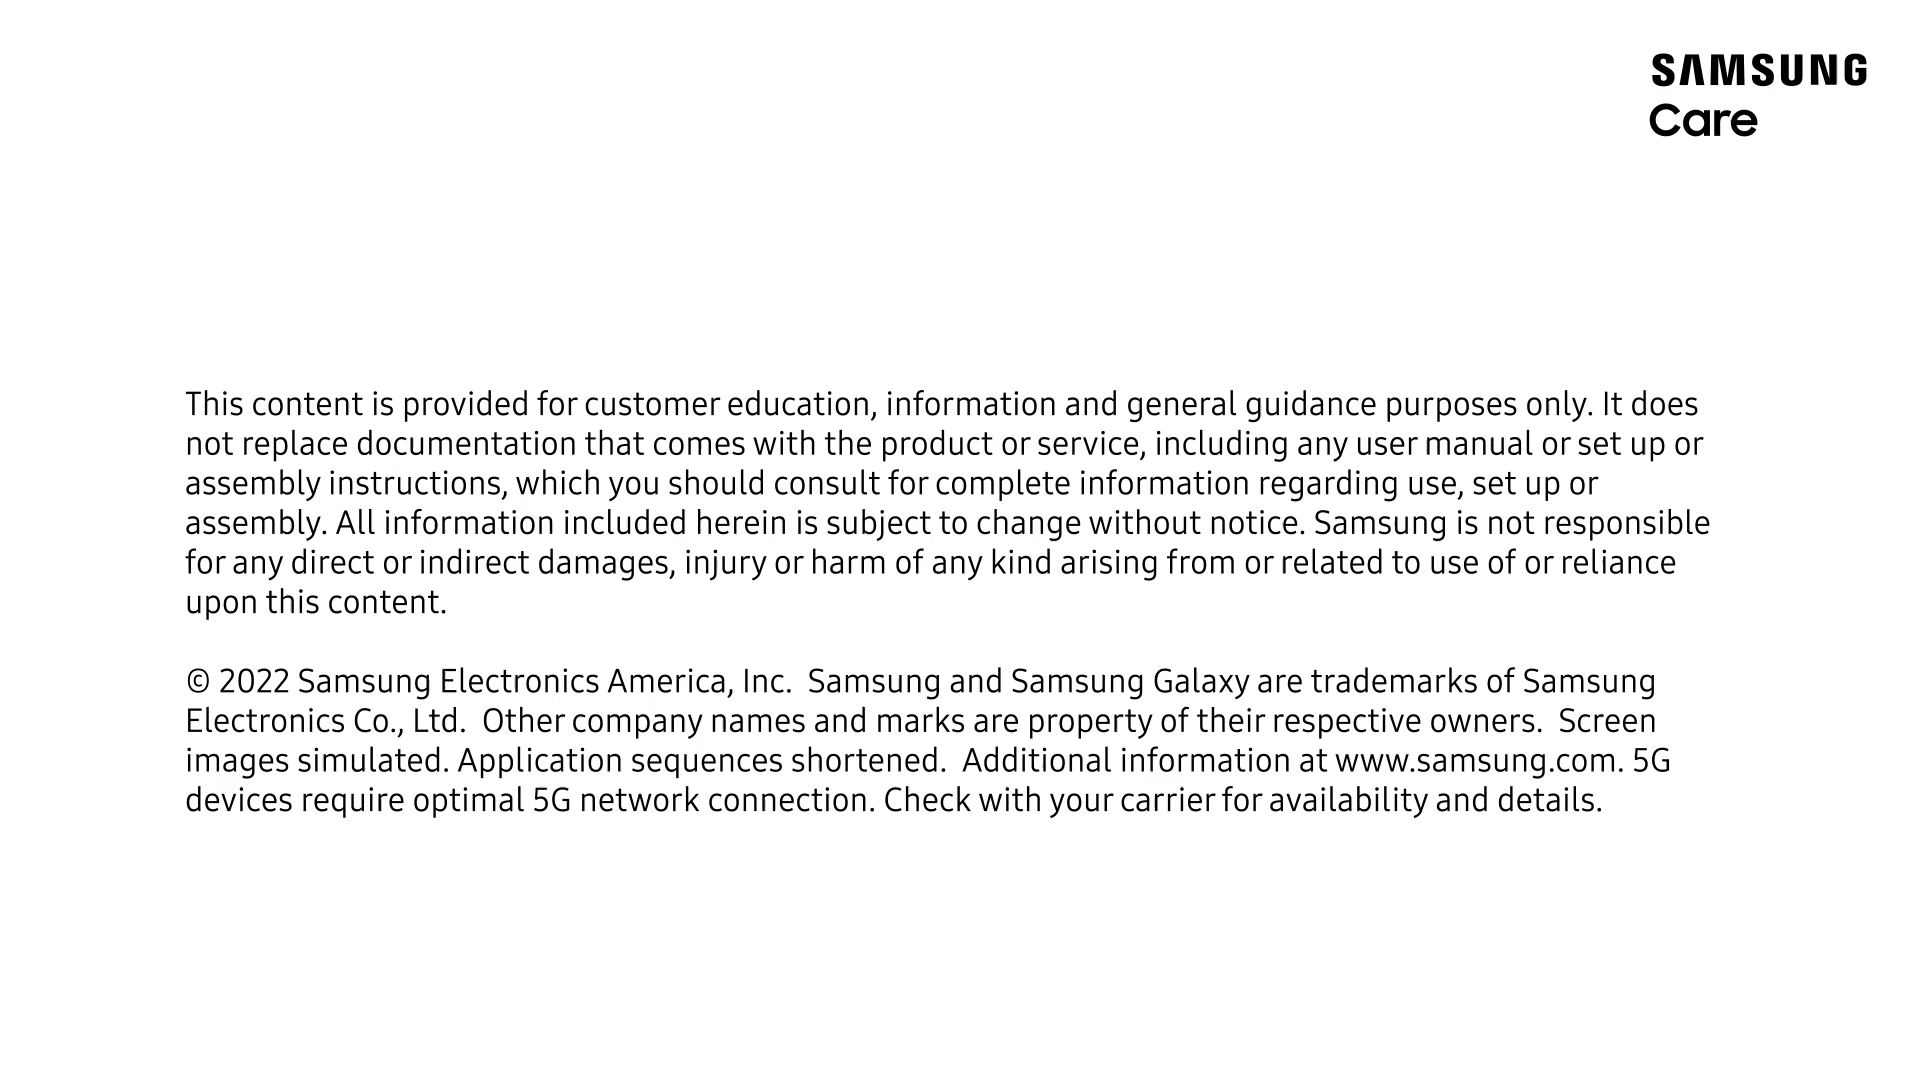 SAMSUNG
Care
This content is provided for customer education, information and general guidance purposes only. It does
not replace documentation that comes with the product or service, including any user manual or set up or
assembly instructions, which you should consult for complete information regarding use, set up or
assembly. All information included herein is subject to change without notice. Samsung is not responsible
for any direct or indirect damages, injury or harm of any kind arising from or related to use of or reliance
upon this content.
© 2022 Samsung Electronics America, Inc.  Samsung and Samsung Galaxy are trademarks of Samsung
Electronics Co., Ltd.  Other company names and marks are property of their respective owners.  Screen
images simulated. Application sequences shortened.  Additional information at www.samsung.com. 5G
devices require optimal 5G network connection. Check with your carrier for availability and details.